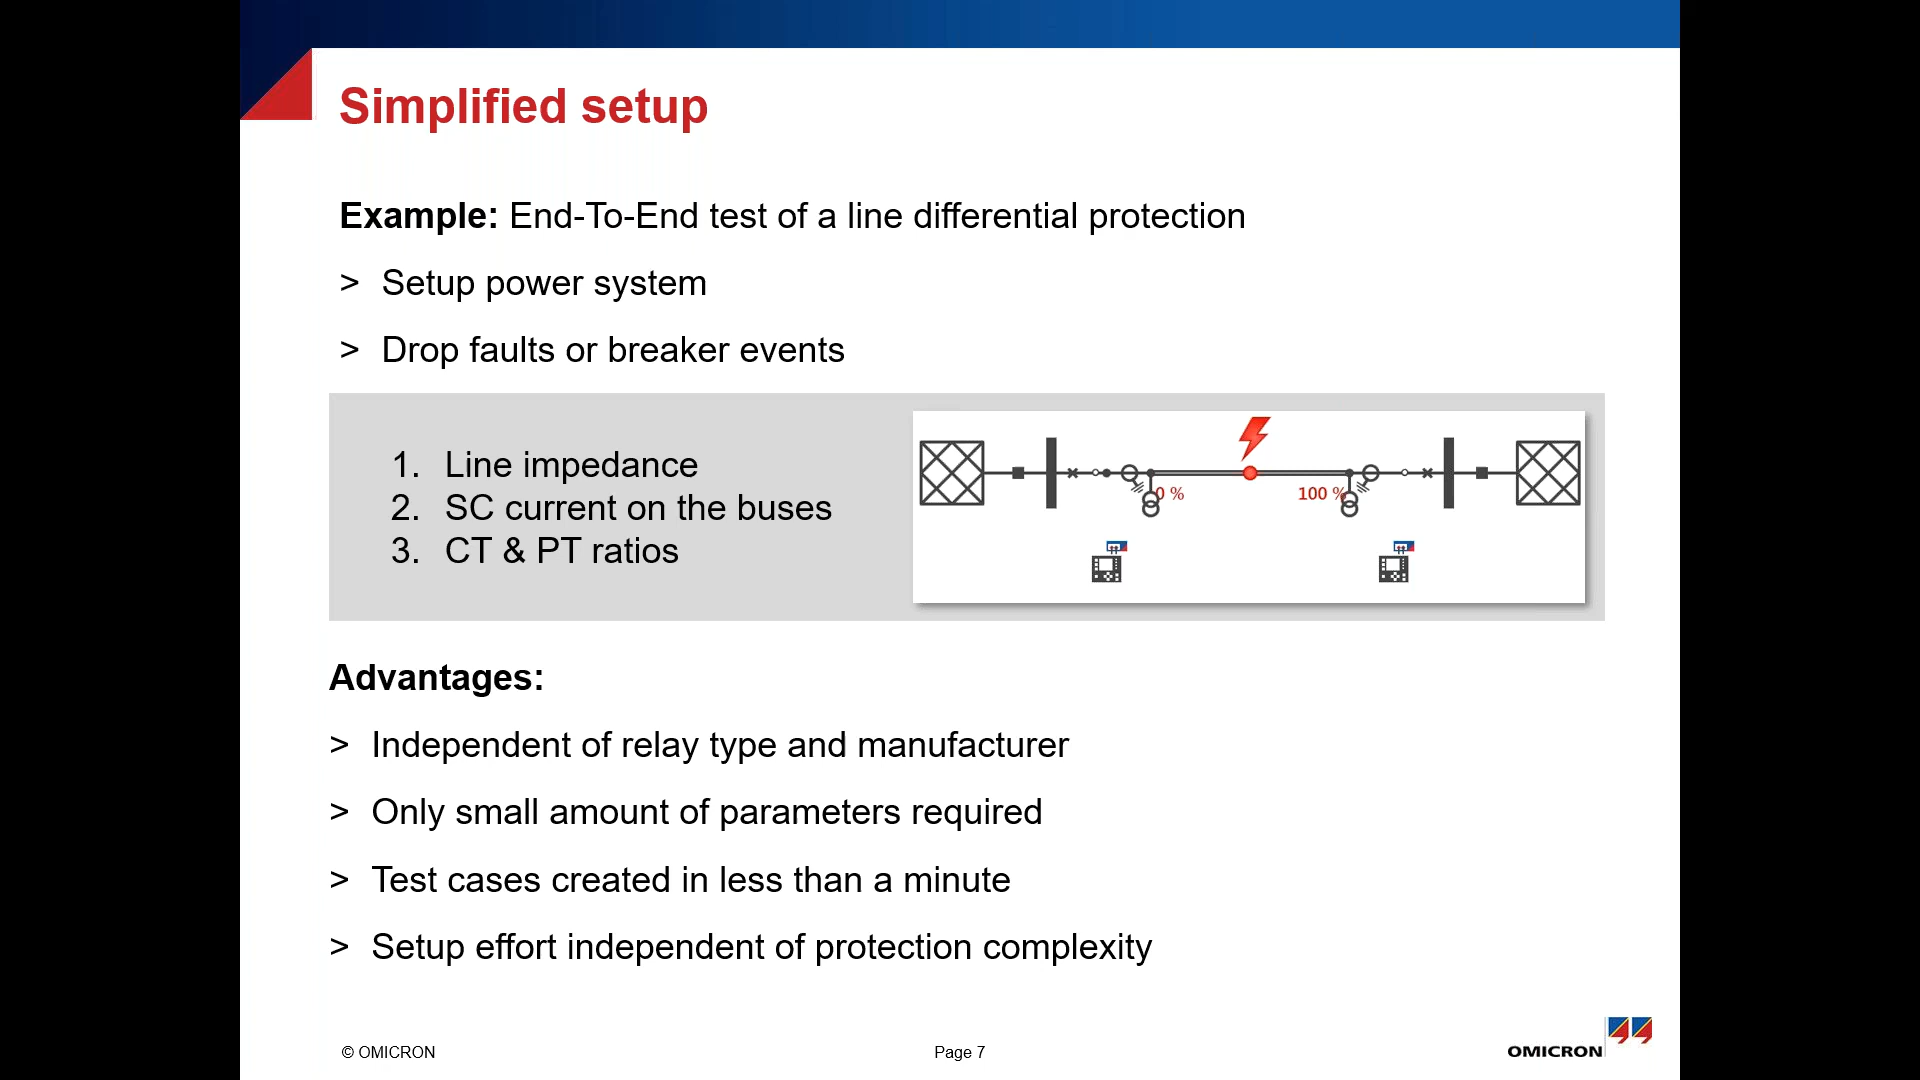 Simplified setup
Example: End-To-End test of a line differential protection
> Setup power system
> Drop faults or breaker events
1. Line impedance
2. SC current on the buses
3. CT & PT ratios
0 %
100 %
Advantages:
> Independent of relay type and manufacturer
> Only small amount of parameters required
> Test cases created in less than a minute
> Setup effort independent of protection complexity
© OMICRON
Page 7
OMICRON